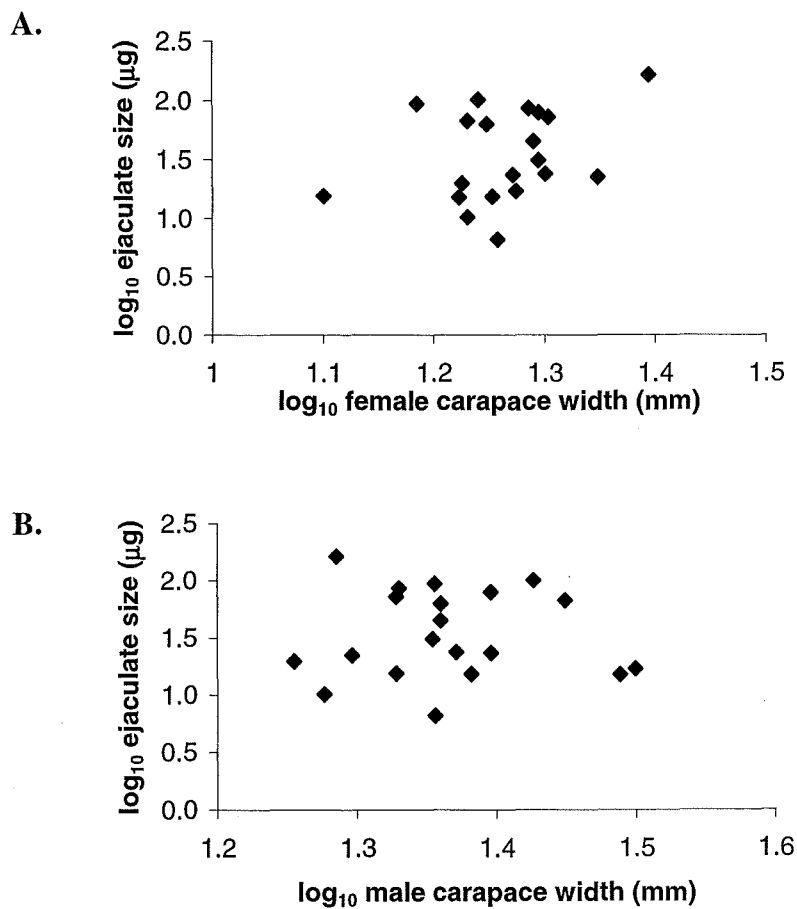 A.
log10 ejaculate size (µg)
2.5
2.0
1.5
1.0
0.5
0.0
1 1.1 1.2 1.3 1.4 1.5
log10 female carapace width (mm)
B.
log10 ejaculate size (µg)
2.5
2.0
1.5
1.0
0.5
0.0
1.2 1.3 1.4 1.5 1.6
log10 male carapace width (mm)